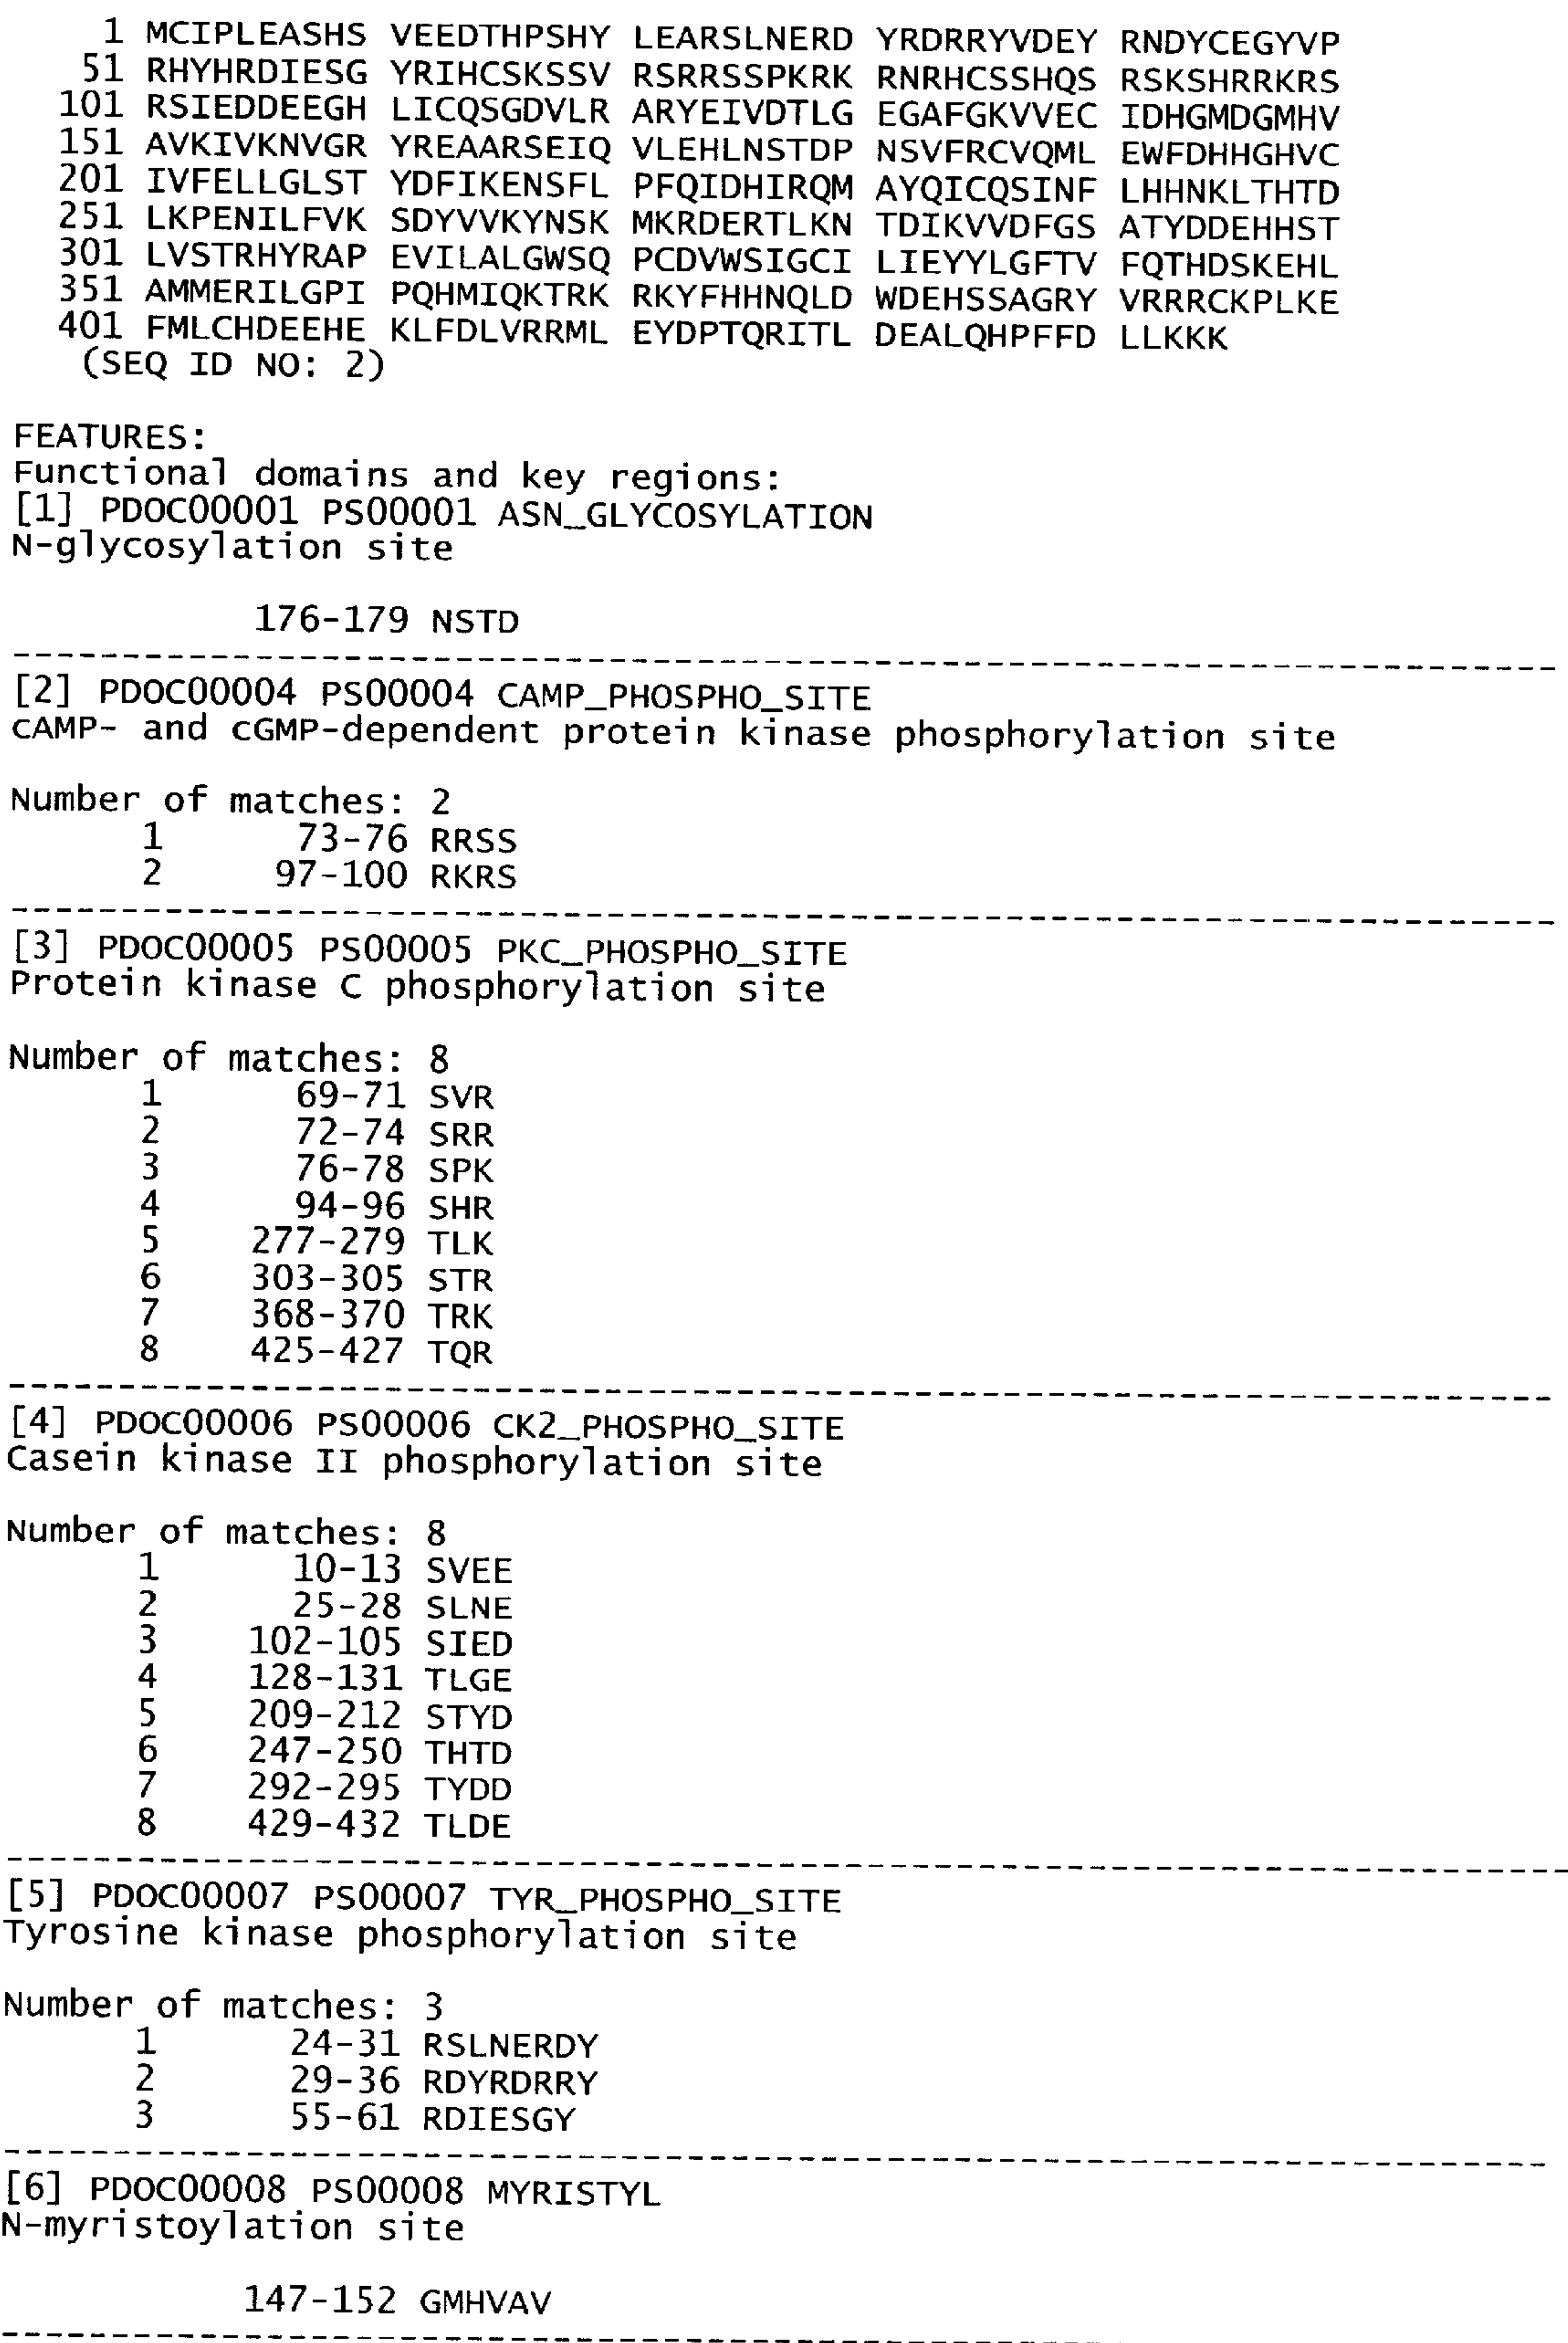 1 MCIPLEASHS VEEDTHPSHY LEARSLNERD YRDRRYVDEY RNDYCEGYVP
51 RHYHRDIESG YRIHCSKSSV RSRRSSPKRK RNRHCSSHQS RSKSHRRKRS
101 RSIEDDEEGH LICQSGDVLR ARYEIVDTLG EGAFGKVVEC IDHGMDGMHV
151 AVKIVKNVGR YREAARSEIQ VLEHLNSTDP NSVFRCVQML EWFDHHGHVC
201 IVFELLGLST YDFIKENSFL PFQIDHIRQM AYQICQSINF LHHNKLTHTD
251 LKPENILFVK SDYVVKYNSK MKRDERTLKN TDIKVVDFGS ATYDDEHHST
301 LVSTRHYRAP EVILALGWSQ PCDVWSIGCI LIEYYLGFTV FQTHDSKEHL
351 AMMERILGPI PQHMIQKTRK RKYFHHNQLD WDEHSSAGRY VRRRCKPLKE
401 FMLCHDEEHE KLFDLVRRML EYDPTQRITL DEALQHPFFD LLKKK
(SEQ ID NO: 2)
FEATURES:
Functional domains and key regions:
[1] PDOC00001 PS00001 ASN_GLYCOSYLATION
N-glycosylation site
176-179 NSTD
--------------------------------------------------------------------------
[2] PDOC00004 PS00004 CAMP_PHOSPHO_SITE
cAMP- and cGMP-dependent protein kinase phosphorylation site
Number of matches: 2
1 73-76 RRSS
2 97-100 RKRS
--------------------------------------------------------------------------
[3] PDOC00005 PS00005 PKC_PHOSPHO_SITE
Protein kinase C phosphorylation site
Number of matches: 8
1 69-71 SVR
2 72-74 SRR
3 76-78 SPK
4 94-96 SHR
5 277-279 TLK
6 303-305 STR
7 368-370 TRK
8 425-427 TQR
--------------------------------------------------------------------------
[4] PDOC00006 PS00006 CK2_PHOSPHO_SITE
Casein kinase II phosphorylation site
Number of matches: 8
1 10-13 SVEE
2 25-28 SLNE
3 102-105 SIED
4 128-131 TLGE
5 209-212 STYD
6 247-250 THTD
7 292-295 TYDD
8 429-432 TLDE
--------------------------------------------------------------------------
[5] PDOC00007 PS00007 TYR_PHOSPHO_SITE
Tyrosine kinase phosphorylation site
Number of matches: 3
1 24-31 RSLNERDY
2 29-36 RDYRDRRY
3 55-61 RDIESGY
--------------------------------------------------------------------------
[6] PDOC00008 PS00008 MYRISTYL
N-myristoylation site
147-152 GMHVAV
--------------------------------------------------------------------------